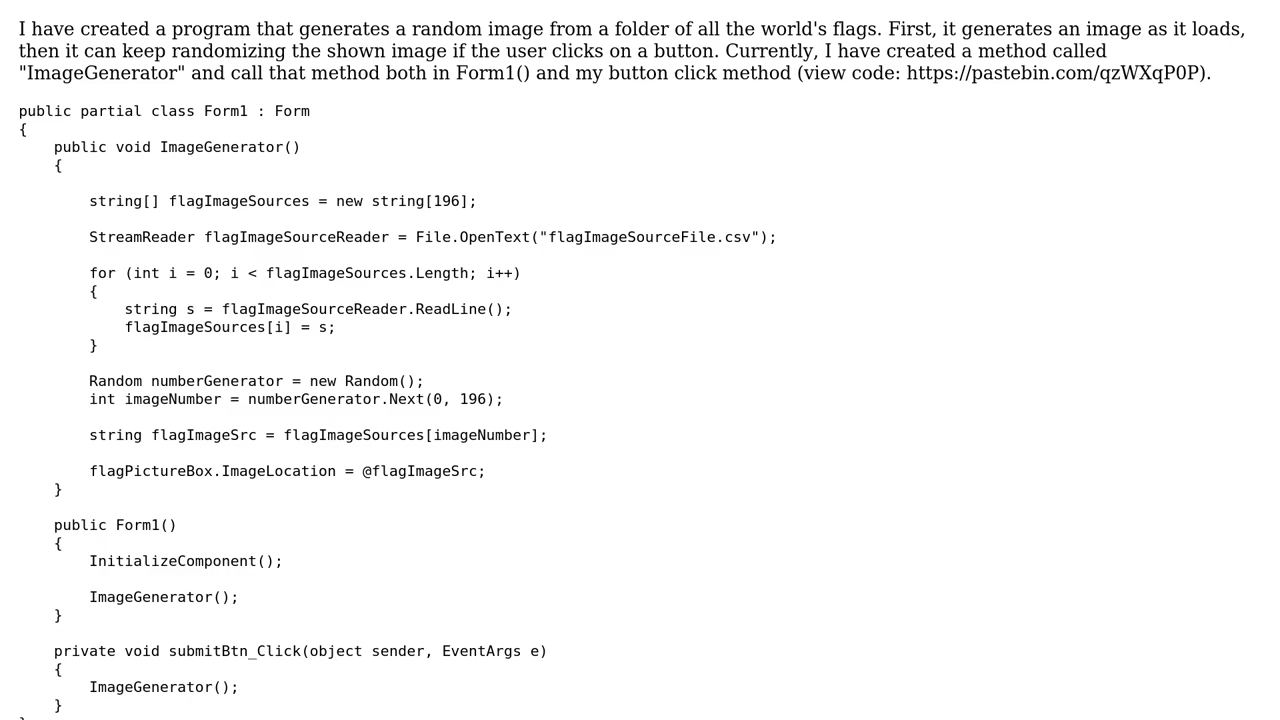 I have created a program that generates a random image from a folder of all the world's flags. First, it generates an image as it loads,
then it can keep randomizing the shown image if the user clicks on a button. Currently, I have created a method called
"ImageGenerator" and call that method both in Form1() and my button click method (view code: https://pastebin.com/qzWXqP0P).
public partial class Form1 : Form
{
    public void ImageGenerator()
    {
        string[] flagImageSources = new string[196];
        StreamReader flagImageSourceReader = File.OpenText("flagImageSourceFile.csv");
        for (int i = 0; i < flagImageSources.Length; i++)
        {
            string s = flagImageSourceReader.ReadLine();
            flagImageSources[i] = s;
        }
        Random numberGenerator = new Random();
        int imageNumber = numberGenerator.Next(0, 196);
        string flagImageSrc = flagImageSources[imageNumber];
        flagPictureBox.ImageLocation = @flagImageSrc;
    }
    public Form1()
    {
        InitializeComponent();
        ImageGenerator();
    }
    private void submitBtn_Click(object sender, EventArgs e)
    {
        ImageGenerator();
    }
}